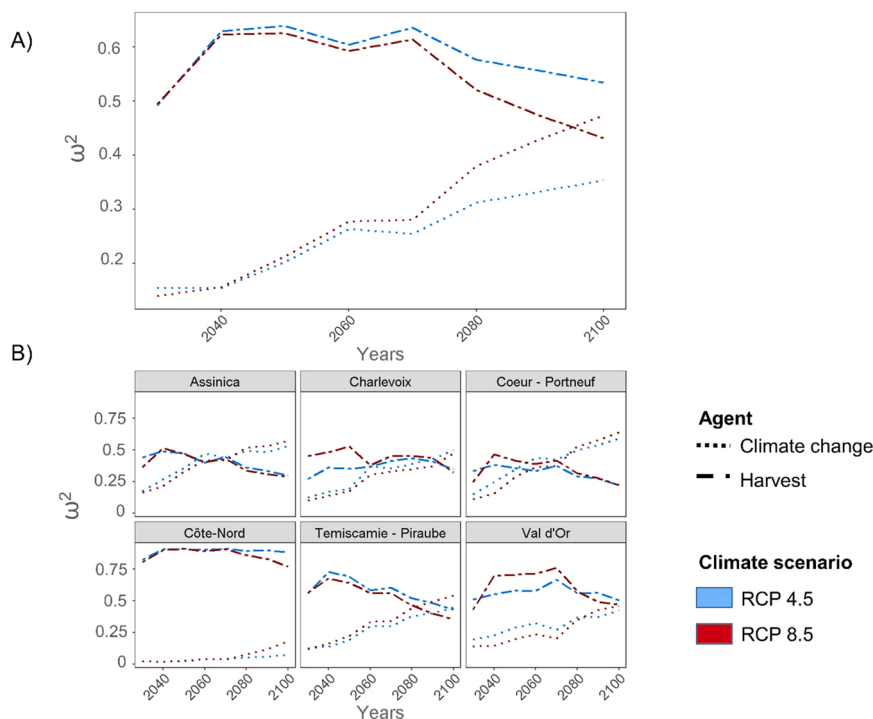 A)
0.6
0.5
0.4
0.3
0.2
ω²
2040
2060
2080
2100
Years
B)
Assinica
Charlevoix
Coeur - Portneuf
0.75
0.5
0.25
0
ω²
Côte-Nord
Temiscamie - Piraube
Val d'Or
0.75
0.5
0.25
0
2040
2060
2080
2100
2040
2060
2080
2100
2040
2060
2080
2100
Years
Agent
Climate change
Harvest
Climate scenario
RCP 4.5
RCP 8.5